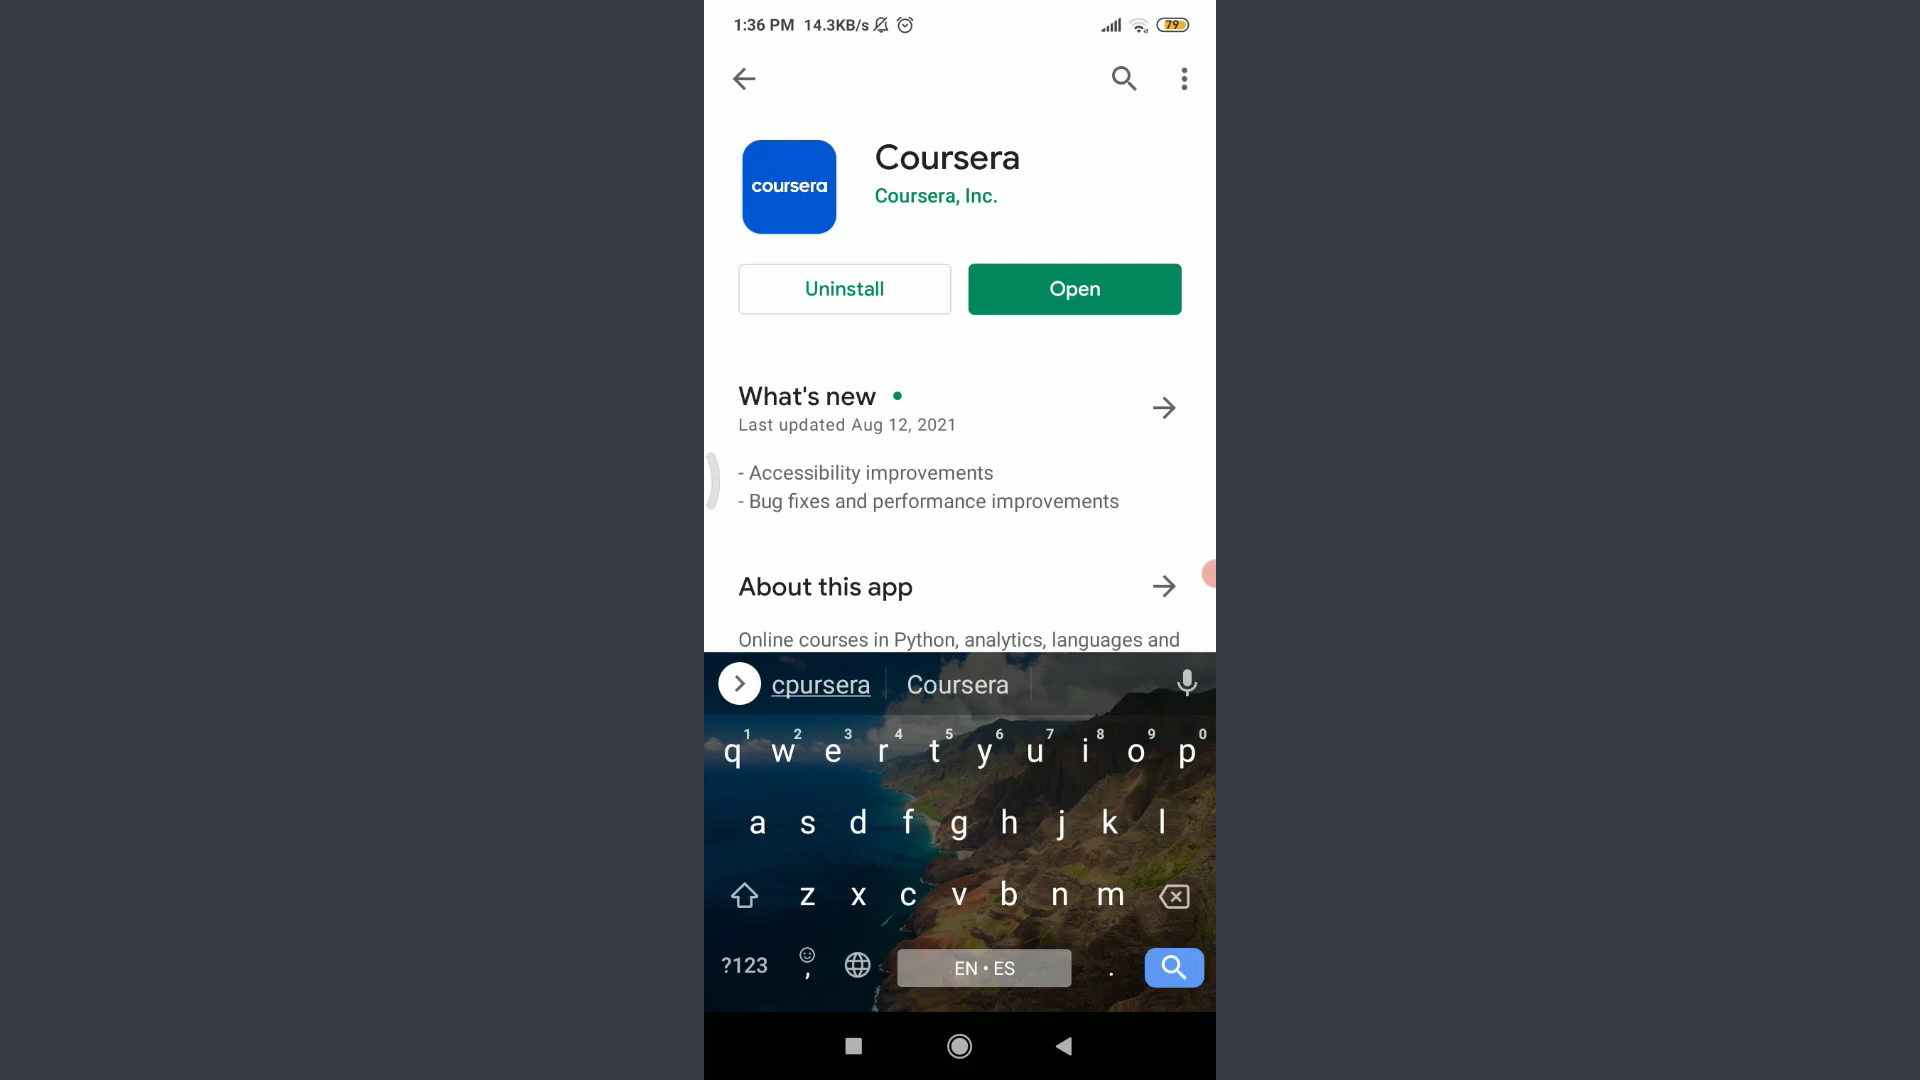 1:36 PM 14.3KB/s 79
coursera
Coursera
Coursera, Inc.
Uninstall Open
What's new
Last updated Aug 12, 2021
- Accessibility improvements
- Bug fixes and performance improvements
About this app
Online courses in Python, analytics, languages and
cpursera Coursera
1 2 3 4 5 6 7 8 9 0
q w e r t y u i o p
a s d f g h j k l
z x c v b n m
?123 , EN • ES .